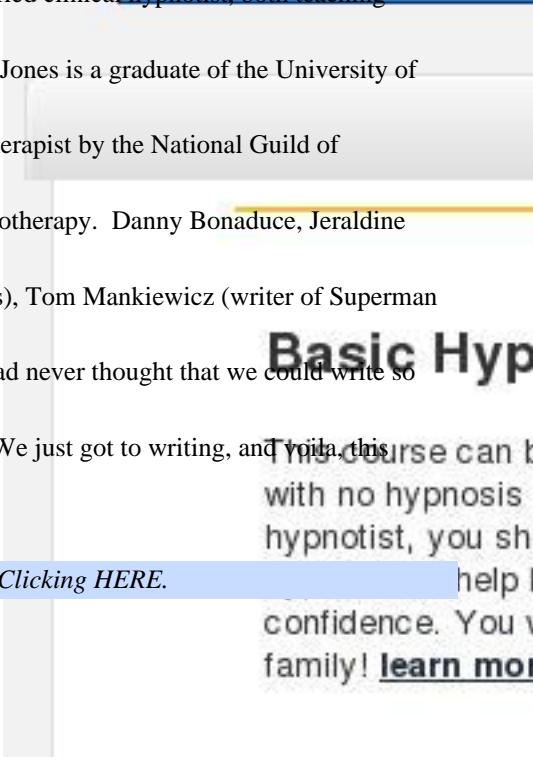 clinical hypnotist, both teaching
Jones is a graduate of the University of
erapist by the National Guild of
otherapy. Danny Bonaduce, Jeraldine
s), Tom Mankiewicz (writer of Superman
ad never thought that we could write so
We just got to writing, and voila, this
Clicking HERE.
Basic Hyp
This course can b
with no hypnosis
hypnotist, you sh
help
confidence. You
family! learn mor